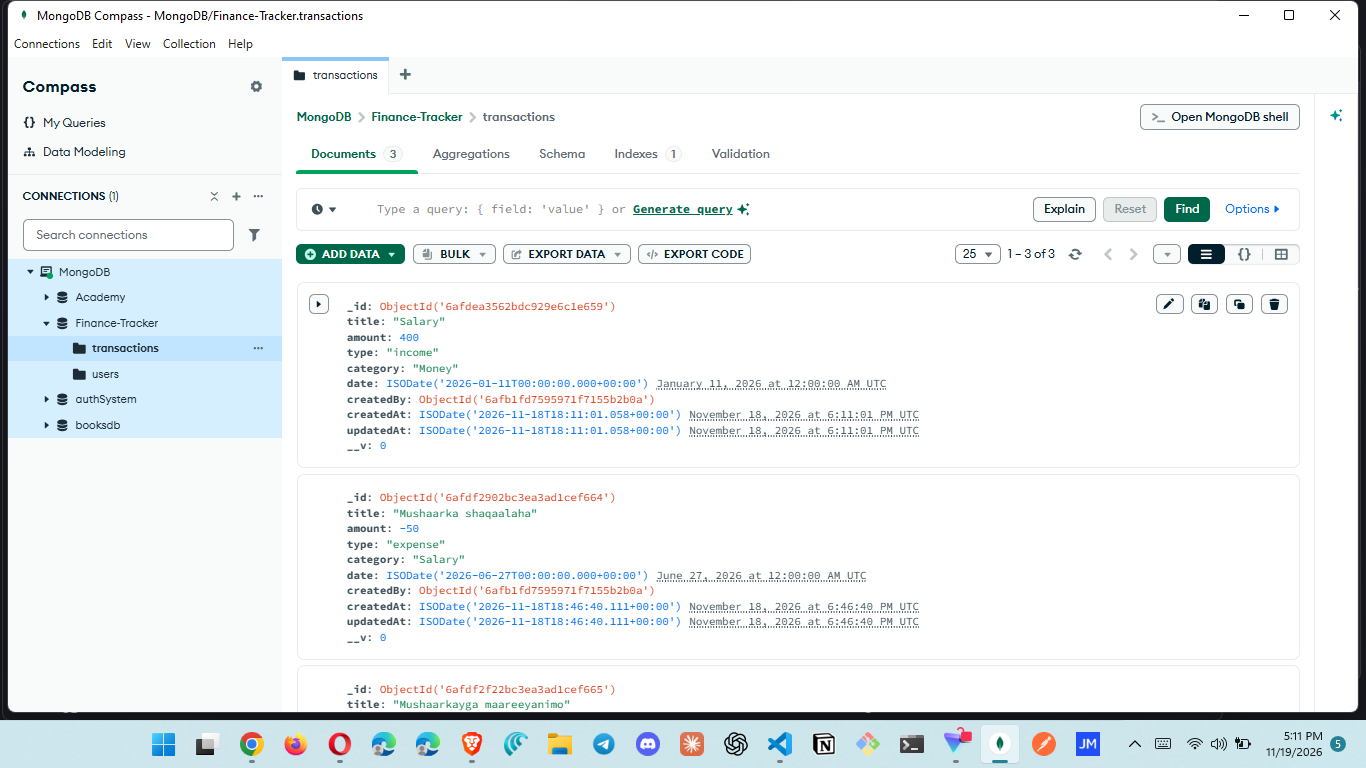 MongoDB Compass - MongoDB/Finance-Tracker.transactions
Connections Edit View Collection Help
Compass
My Queries
Data Modeling
CONNECTIONS (1)
Search connections
MongoDB
Academy
Finance-Tracker
transactions
users
authSystem
booksdb
transactions
MongoDB > Finance-Tracker > transactions
>_ Open MongoDB shell
Documents 3 Aggregations Schema Indexes 1 Validation
Type a query: { field: 'value' } or Generate query
Explain Reset Find Options
ADD DATA BULK EXPORT DATA EXPORT CODE
25 1 – 3 of 3
_id: ObjectId('6afdea3562bdc929e6c1e659')
title: "Salary"
amount: 400
type: "income"
category: "Money"
date: ISODate('2026-01-11T00:00:00.000+00:00') January 11, 2026 at 12:00:00 AM UTC
createdBy: ObjectId('6afb1fd7595971f7155b2b0a')
createdAt: ISODate('2026-11-18T18:11:01.058+00:00') November 18, 2026 at 6:11:01 PM UTC
updatedAt: ISODate('2026-11-18T18:11:01.058+00:00') November 18, 2026 at 6:11:01 PM UTC
__v: 0
_id: ObjectId('6afdf2902bc3ea3ad1cef664')
title: "Mushaarka shaqaalaha"
amount: -50
type: "expense"
category: "Salary"
date: ISODate('2026-06-27T00:00:00.000+00:00') June 27, 2026 at 12:00:00 AM UTC
createdBy: ObjectId('6afb1fd7595971f7155b2b0a')
createdAt: ISODate('2026-11-18T18:46:40.111+00:00') November 18, 2026 at 6:46:40 PM UTC
updatedAt: ISODate('2026-11-18T18:46:40.111+00:00') November 18, 2026 at 6:46:40 PM UTC
__v: 0
_id: ObjectId('6afdf2f22bc3ea3ad1cef665')
title: "Mushaarkayga maareeyanimo"
JM
5:11 PM
11/19/2026
5